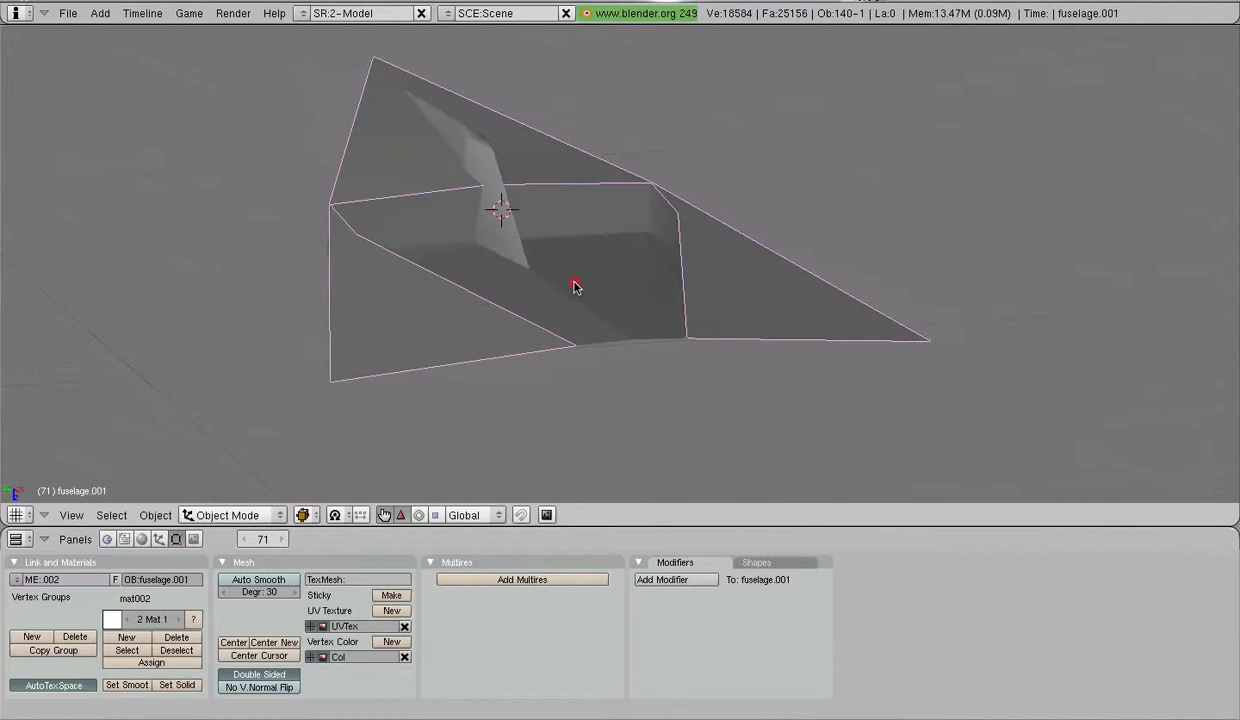 File Add Timeline Game Render Help SR:2-Model SCE:Scene www.blender.org 249 Ve:18584 | Fa:25156 | Ob:140-1 | La:0 | Mem:13.47M (0.09M) | Time: | fuselage.001
(71) fuselage.001
View Select Object Object Mode Global
Panels 71
Link and Materials Mesh Multires Modifiers Shapes
ME:002 F OB:fuselage.001 Auto Smooth TexMesh: Add Multires Add Modifier To: fuselage.001
Vertex Groups mat002 Degr: 30 Sticky Make
2 Mat 1 ? UV Texture New
UVTex
New Delete New Delete Center Center New Vertex Color New
Copy Group Select Deselect Center Cursor Col
Assign
Double Sided
AutoTexSpace Set Smoot Set Solid No V.Normal Flip